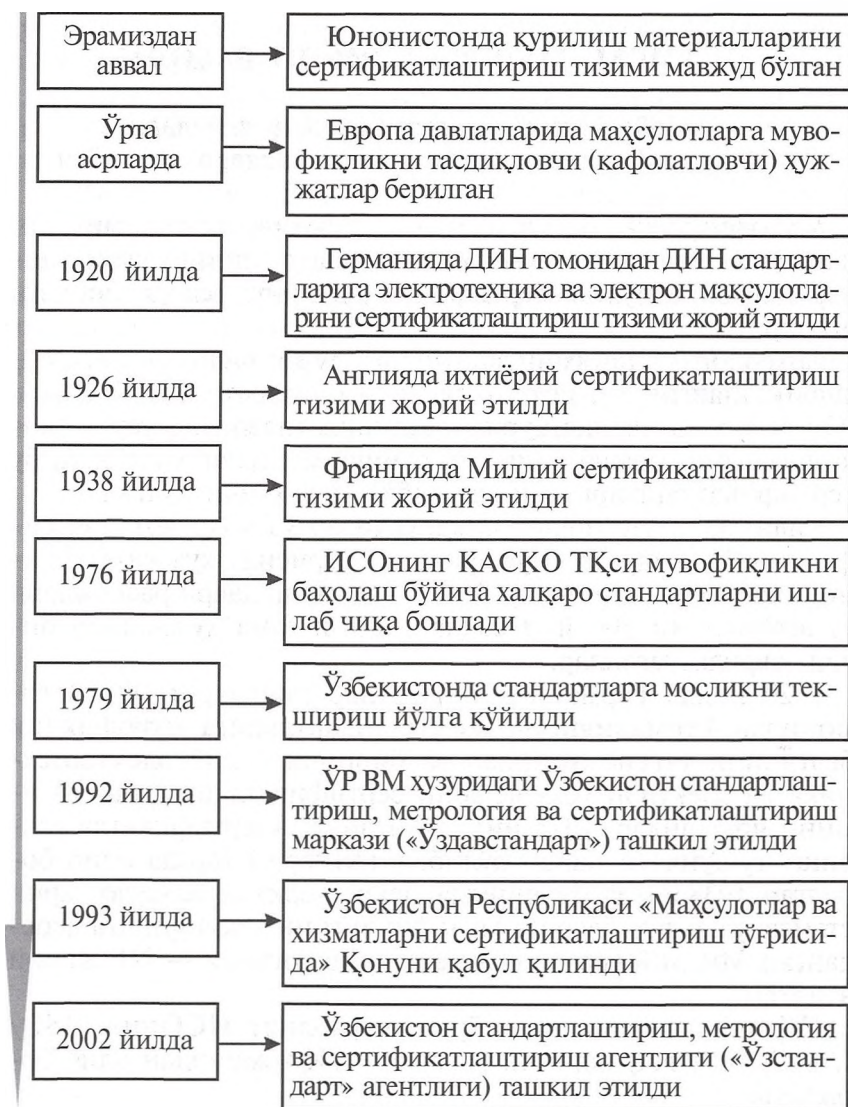 Эрамиздан
аввал
Юнонистонда қурилиш материалларини
сертификатлаштириш тизими мавжуд бўлган
Ўрта
асрларда
Европа давлатларида маҳсулотларга муво-
фиқликни тасдиқловчи (кафолатловчи) ҳуж-
жатлар берилган
1920 йилда
Германияда ДИН томонидан ДИН стандарт-
ларига электротехника ва электрон мақсулотла-
рини сертификатлаштириш тизими жорий этилди
1926 йилда
Англияда ихтиёрий сертификатлаштириш
тизими жорий этилди
1938 йилда
Францияда Миллий сертификатлаштириш
тизими жорий этилди
1976 йилда
ИСОнинг КАСКО ТҚси мувофиқликни
баҳолаш бўйича халқаро стандартларни иш-
лаб чиқа бошлади
1979 йилда
Ўзбекистонда стандартларга мосликни тек-
шириш йўлга қўйилди
1992 йилда
ЎР ВМ ҳузуридаги Ўзбекистон стандартлаш-
тириш, метрология ва сертификатлаштириш
маркази («Ўздавстандарт») ташкил этилди
1993 йилда
Ўзбекистон Республикаси «Маҳсулотлар ва
хизматларни сертификатлаштириш тўғриси-
да» Қонуни қабул қилинди
2002 йилда
Ўзбекистон стандартлаштириш, метрология
ва сертификатлаштириш агентлиги («Ўзстан-
дарт» агентлиги) ташкил этилди